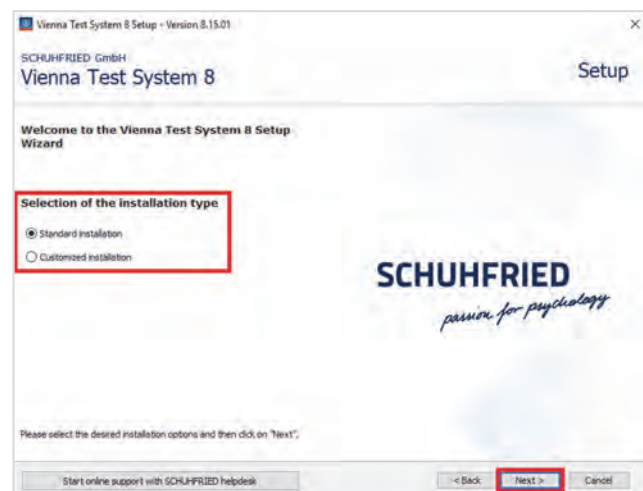 Vienna Test System 8 Setup - Version 8.15.01
SCHUHFRIED GmbH
Vienna Test System 8
Setup
Welcome to the Vienna Test System 8 Setup
Wizard
Selection of the installation type
Standard installation
Customized installation
SCHUHFRIED
passion for psychology
Please select the desired installation options and then click on "Next".
Start online support with SCHUHFRIED helpdesk
< Back
Next >
Cancel